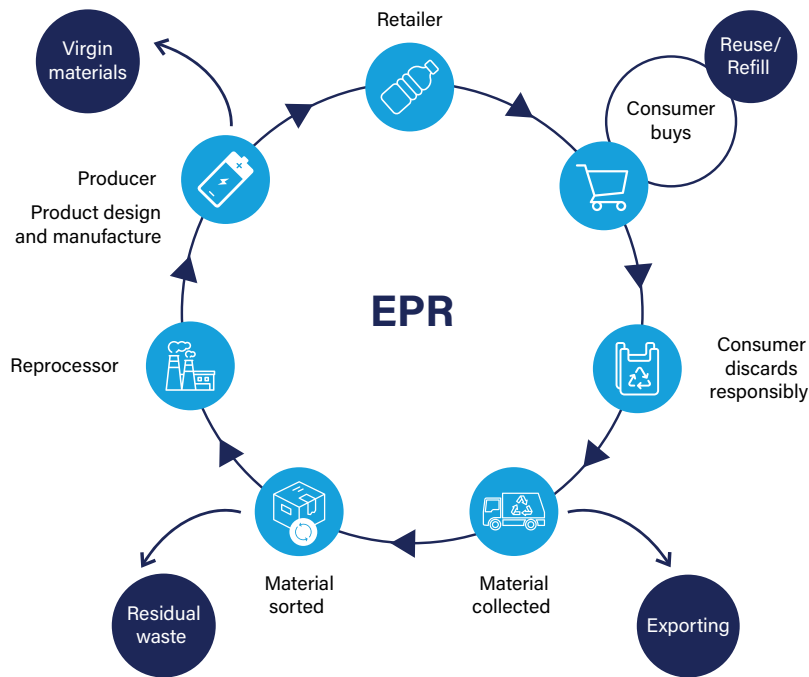 Retailer
Virgin
materials
Reuse/
Refill
Consumer
buys
Producer
Product design
and manufacture
EPR
Reprocessor
Consumer
discards
responsibly
Material
sorted
Material
collected
Residual
waste
Exporting